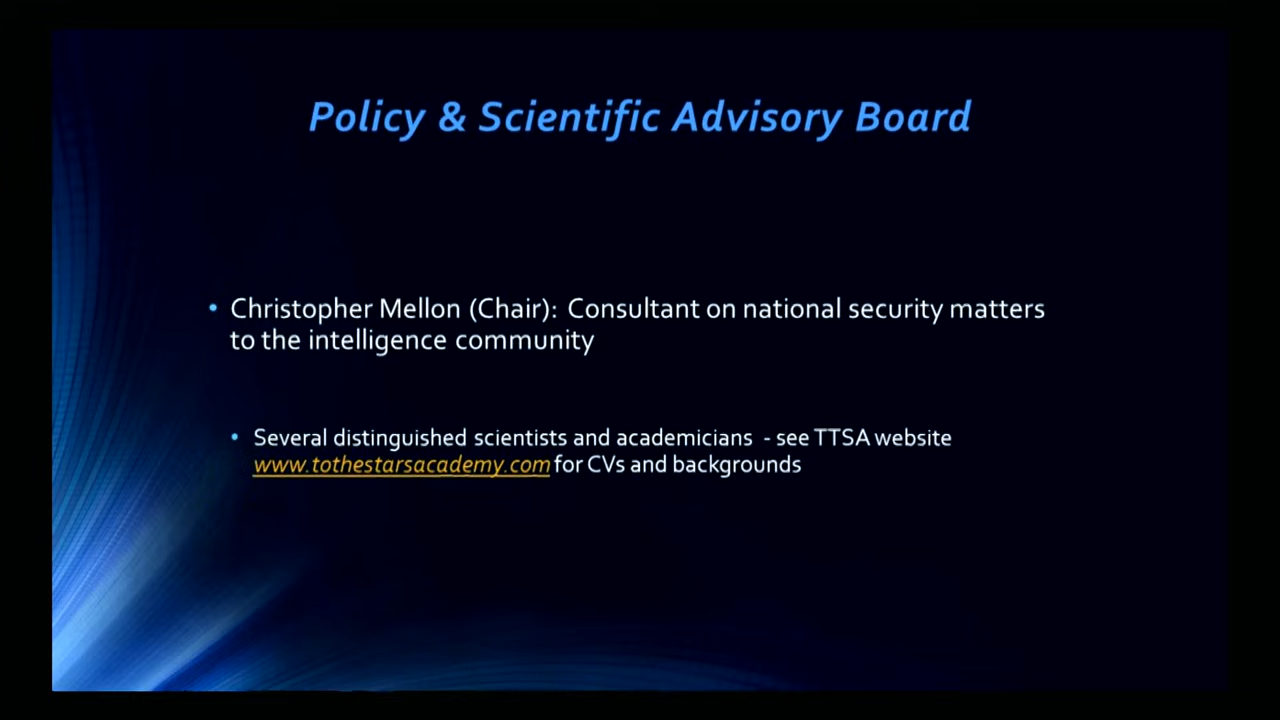 Policy & Scientific Advisory Board
• Christopher Mellon (Chair): Consultant on national security matters
to the intelligence community
• Several distinguished scientists and academicians - see TTSA website
www.tothestarsacademy.com for CVs and backgrounds